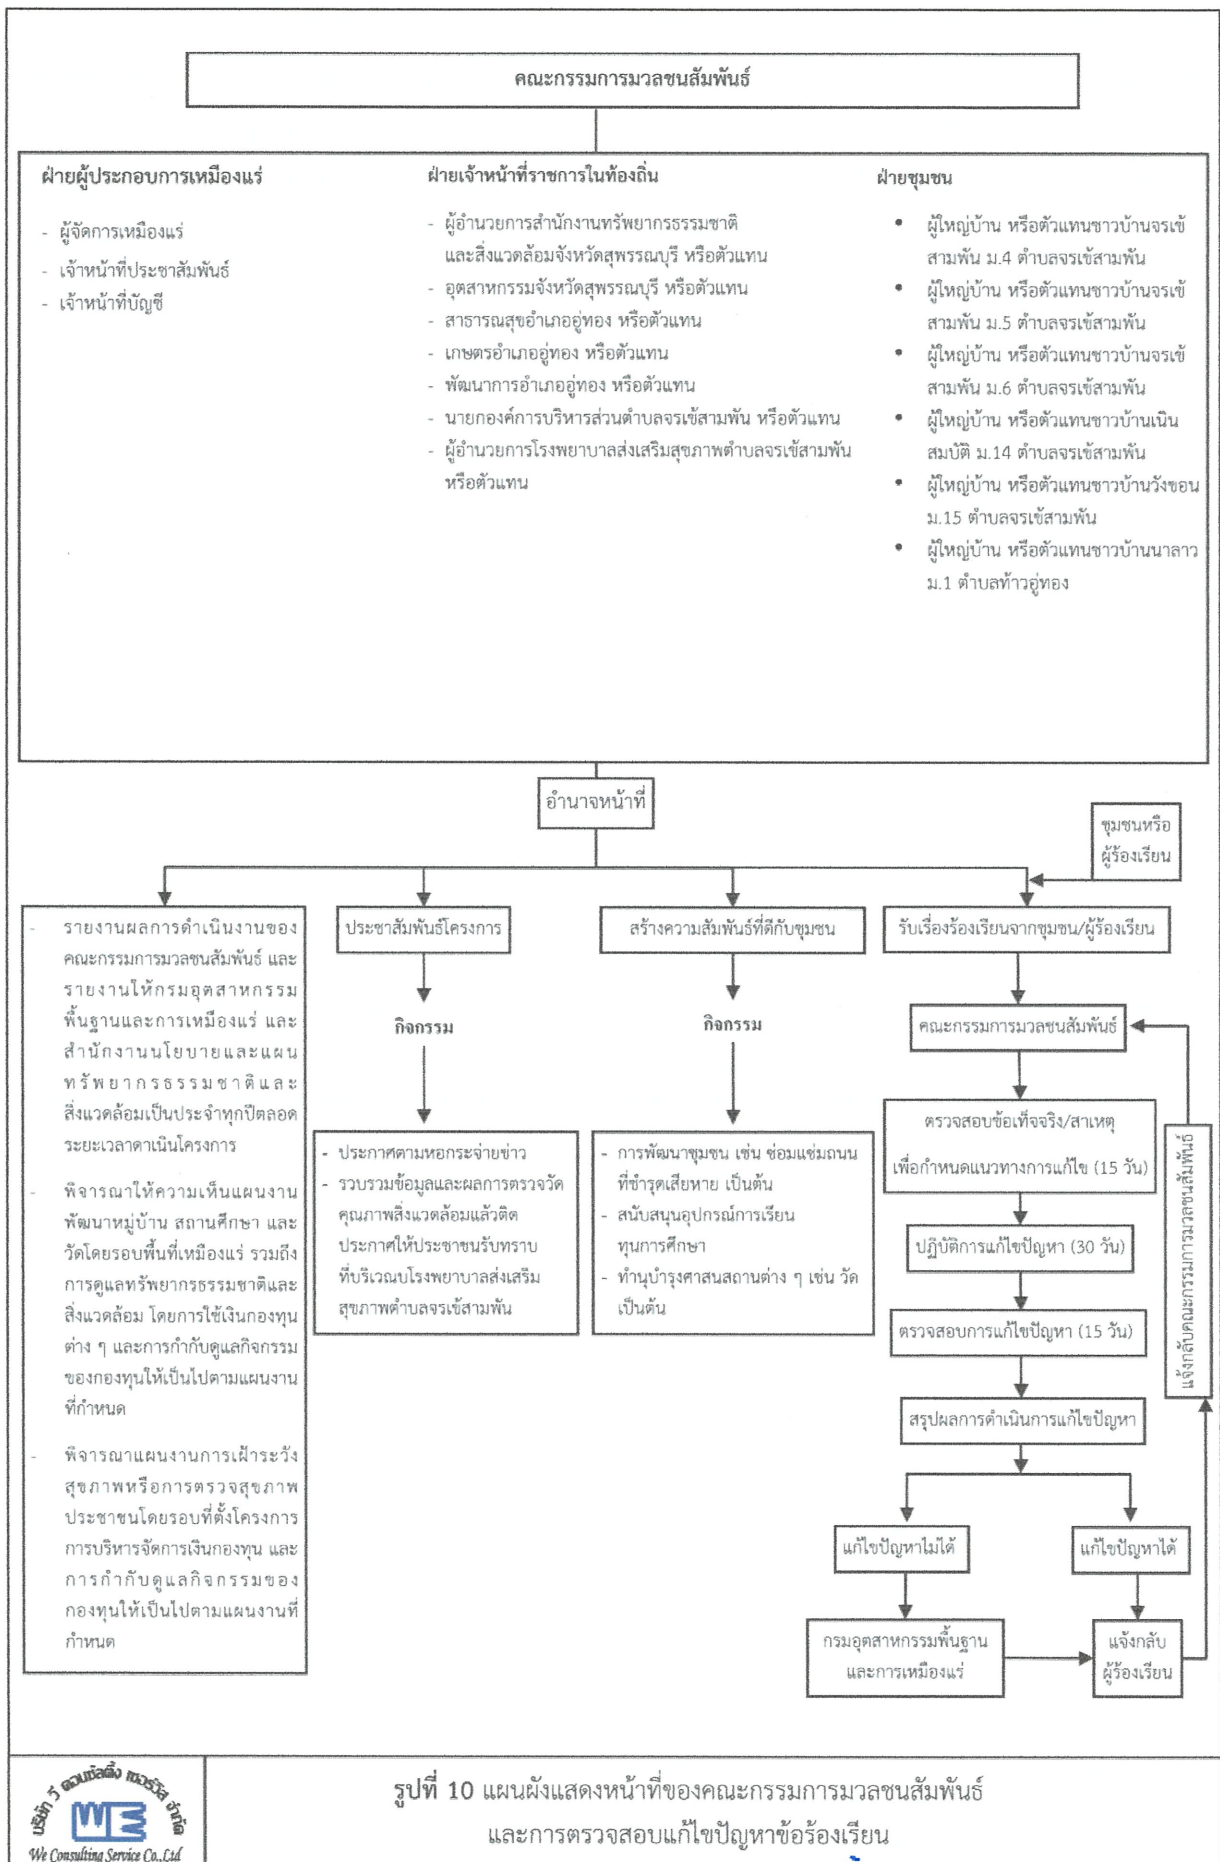 คณะกรรมการมวลชนสัมพันธ์
ฝ่ายผู้ประกอบการเหมืองแร่
- ผู้จัดการเหมืองแร่
- เจ้าหน้าที่ประชาสัมพันธ์
- เจ้าหน้าที่บัญชี
ฝ่ายเจ้าหน้าที่ราชการในท้องถิ่น
- ผู้อำนวยการสำนักงานทรัพยากรธรรมชาติ
และสิ่งแวดล้อมจังหวัดสุพรรณบุรี หรือตัวแทน
- อุตสาหกรรมจังหวัดสุพรรณบุรี หรือตัวแทน
- สาธารณสุขอำเภออู่ทอง หรือตัวแทน
- เกษตรอำเภออู่ทอง หรือตัวแทน
- พัฒนาการอำเภออู่ทอง หรือตัวแทน
- นายกองค์การบริหารส่วนตำบลจรเข้สามพัน หรือตัวแทน
- ผู้อำนวยการโรงพยาบาลส่งเสริมสุขภาพตำบลจรเข้สามพัน
หรือตัวแทน
ฝ่ายชุมชน
• ผู้ใหญ่บ้าน หรือตัวแทนชาวบ้านจรเข้
สามพัน ม.4 ตำบลจรเข้สามพัน
• ผู้ใหญ่บ้าน หรือตัวแทนชาวบ้านจรเข้
สามพัน ม.5 ตำบลจรเข้สามพัน
• ผู้ใหญ่บ้าน หรือตัวแทนชาวบ้านจรเข้
สามพัน ม.6 ตำบลจรเข้สามพัน
• ผู้ใหญ่บ้าน หรือตัวแทนชาวบ้านเนิน
สมบัติ ม.14 ตำบลจรเข้สามพัน
• ผู้ใหญ่บ้าน หรือตัวแทนชาวบ้านวังขอน
ม.15 ตำบลจรเข้สามพัน
• ผู้ใหญ่บ้าน หรือตัวแทนชาวบ้านนาลาว
ม.1 ตำบลท้าวอู่ทอง
อำนาจหน้าที่
ชุมชนหรือ
ผู้ร้องเรียน
- รายงานผลการดำเนินงานของ
คณะกรรมการมวลชนสัมพันธ์ และ
รายงานให้กรมอุตสาหกรรม
พื้นฐานและการเหมืองแร่ และ
สำนักงานนโยบายและแผน
ทรัพยากรธรรมชาติและ
สิ่งแวดล้อมเป็นประจำทุกปีตลอด
ระยะเวลาดาเนินโครงการ
- พิจารณาให้ความเห็นแผนงาน
พัฒนาหมู่บ้าน สถานศึกษา และ
วัดโดยรอบพื้นที่เหมืองแร่ รวมถึง
การดูแลทรัพยากรธรรมชาติและ
สิ่งแวดล้อม โดยการใช้เงินกองทุน
ต่าง ๆ และการกำกับดูแลกิจกรรม
ของกองทุนให้เป็นไปตามแผนงาน
ที่กำหนด
- พิจารณาแผนงานการเฝ้าระวัง
สุขภาพหรือการตรวจสุขภาพ
ประชาชนโดยรอบที่ตั้งโครงการ
การบริหารจัดการเงินกองทุน และ
การกำกับดูแลกิจกรรมของ
กองทุนให้เป็นไปตามแผนงานที่
กำหนด
ประชาสัมพันธ์โครงการ
กิจกรรม
- ประกาศตามหอกระจ่ายข่าว
- รวบรวมข้อมูลและผลการตรวจวัด
คุณภาพสิ่งแวดล้อมแล้วติด
ประกาศให้ประชาชนรับทราบ
ที่บริเวณบโรงพยาบาลส่งเสริม
สุขภาพตำบลจรเข้สามพัน
สร้างความสัมพันธ์ที่ดีกับชุมชน
กิจกรรม
- การพัฒนาชุมชน เช่น ซ่อมแซ่มถนน
ที่ชำรุดเสียหาย เป็นต้น
- สนับสนุนอุปกรณ์การเรียน
ทุนการศึกษา
- ทำนุบำรุงศาสนสถานต่าง ๆ เช่น วัด
เป็นต้น
รับเรื่องร้องเรียนจากชุมชน/ผู้ร้องเรียน
คณะกรรมการมวลชนสัมพันธ์
ตรวจสอบข้อเท็จจริง/สาเหตุ
เพื่อกำหนดแนวทางการแก้ไข (15 วัน)
ปฏิบัติการแก้ไขปัญหา (30 วัน)
ตรวจสอบการแก้ไขปัญหา (15 วัน)
สรุปผลการดำเนินการแก้ไขปัญหา
แก้ไขปัญหาไม่ได้
แก้ไขปัญหาได้
กรมอุตสาหกรรมพื้นฐาน
และการเหมืองแร่
แจ้งกลับ
ผู้ร้องเรียน
แจ้งกลับคณะกรรมการมวลชนสัมพันธ์
บริษัท วี คอนซัลติ้ง เซอร์วิส จำกัด
WE
We Consulting Service Co.,Ltd
รูปที่ 10 แผนผังแสดงหน้าที่ของคณะกรรมการมวลชนสัมพันธ์
และการตรวจสอบแก้ไขปัญหาข้อร้องเรียน